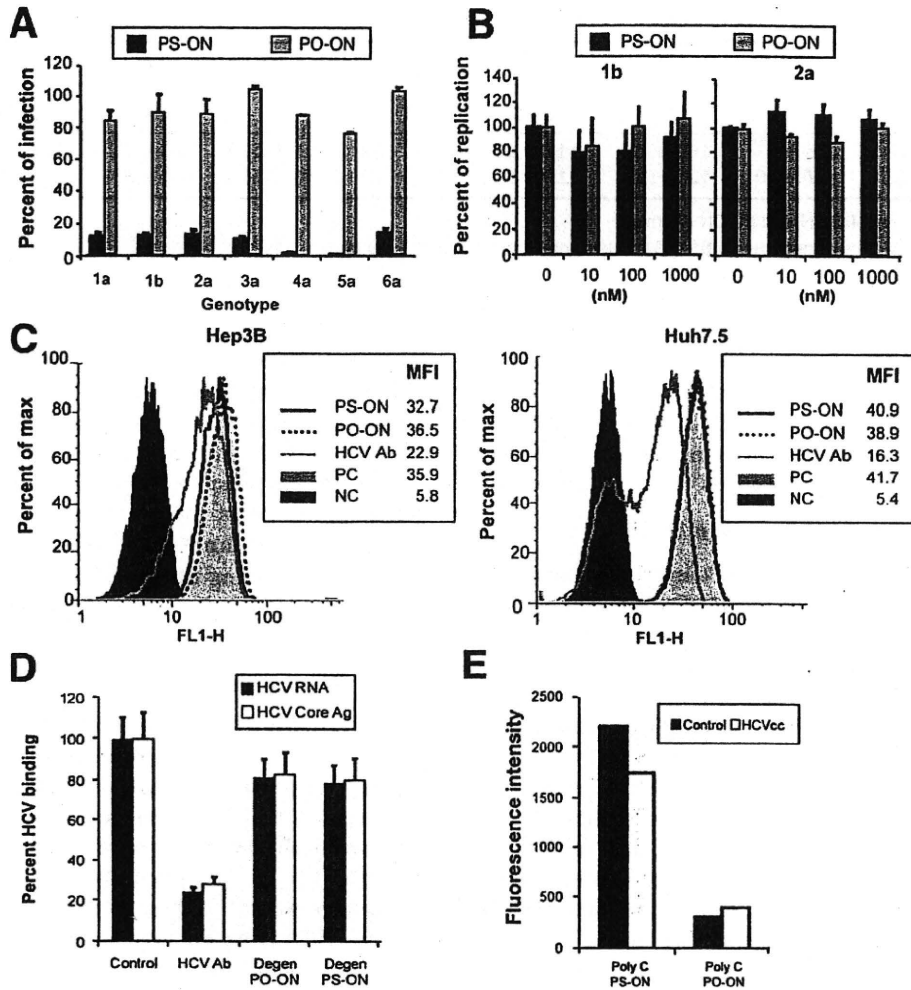 A
PS-ON PO-ON
Percent of infection
120
100
80
60
40
20
0
1a 1b 2a 3a 4a 5a 6a
Genotype
B
PS-ON PO-ON
1b 2a
Percent of replication
140
120
100
80
60
40
20
0
0 10 100 1000 0 10 100 1000
(nM) (nM)
C
Hep3B
Percent of max
100
80
60
40
20
0
1 10 100
FL1-H
MFI
PS-ON 32.7
PO-ON 36.5
HCV Ab 22.9
PC 35.9
NC 5.8
Huh7.5
Percent of max
100
80
60
40
20
0
1 10 100
FL1-H
MFI
PS-ON 40.9
PO-ON 38.9
HCV Ab 16.3
PC 41.7
NC 5.4
D
HCV RNA
HCV Core Ag
Percent HCV binding
120
100
80
60
40
20
0
Control HCV Ab Degen Degen
PO-ON PS-ON
E
Control HCVcc
Fluorescence intensity
2500
2000
1500
1000
500
0
Poly C Poly C
PS-ON PO-ON